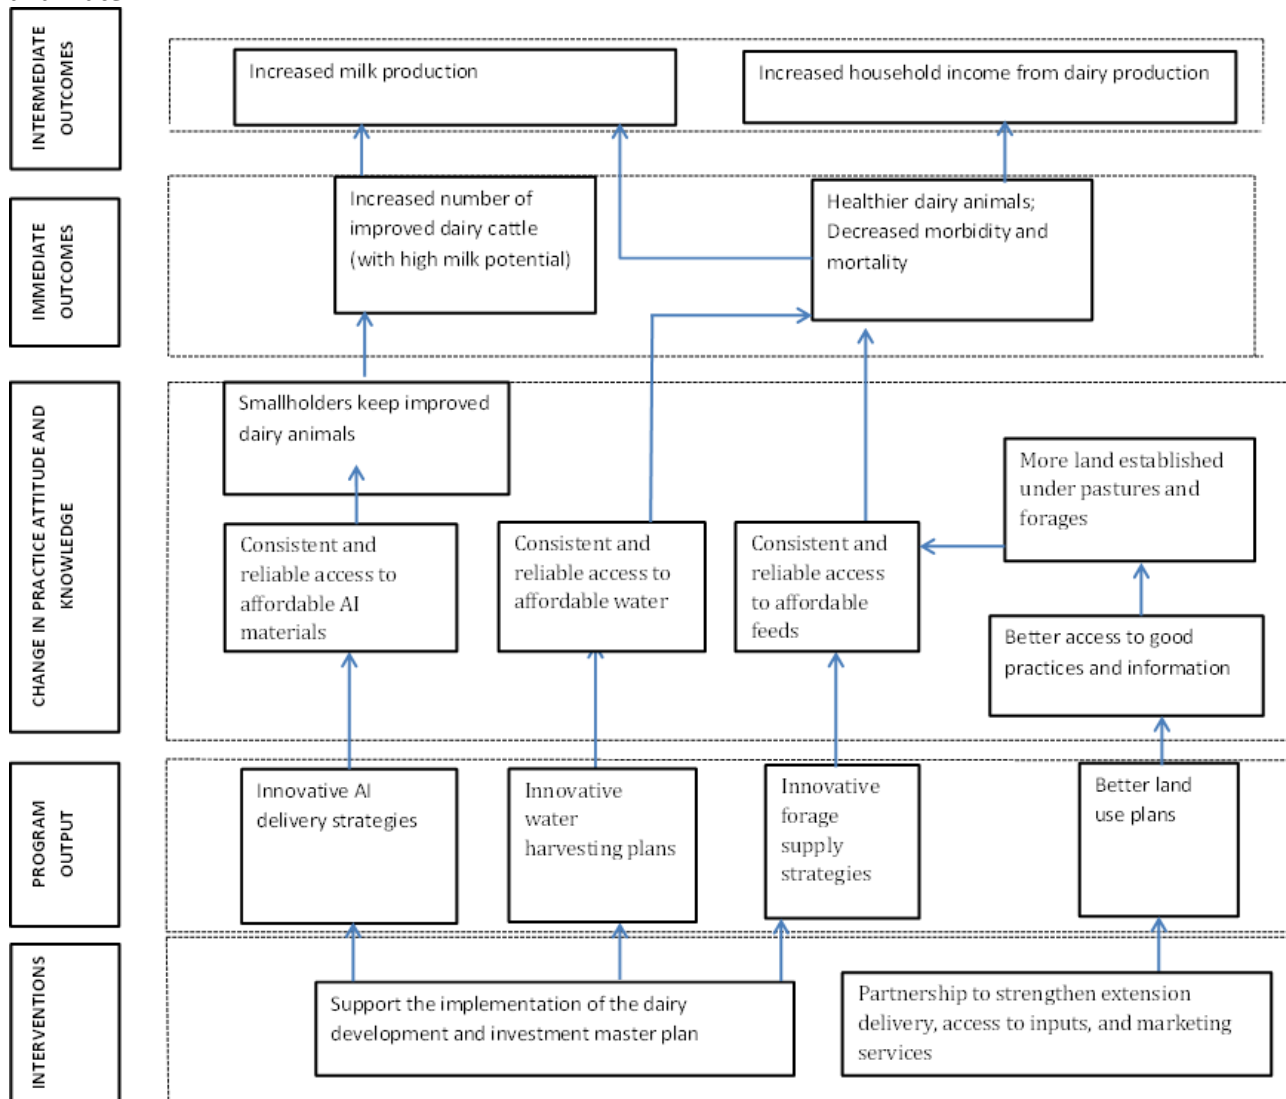 INTERMEDIATE
OUTCOMES
Increased milk production
Increased household income from dairy production
IMMEDIATE
OUTCOMES
Increased number of
improved dairy cattle
(with high milk potential)
Healthier dairy animals;
Decreased morbidity and
mortality
CHANGE IN PRACTICE ATTITUDE AND
KNOWLEDGE
Smallholders keep improved
dairy animals
More land established
under pastures and
forages
Consistent and
reliable access to
affordable AI
materials
Consistent and
reliable access to
affordable water
Consistent and
reliable access
to affordable
feeds
Better access to good
practices and information
PROGRAM
OUTPUT
Innovative AI
delivery strategies
Innovative
water
harvesting plans
Innovative
forage
supply
strategies
Better land
use plans
INTERVENTIONS
Support the implementation of the dairy
development and investment master plan
Partnership to strengthen extension
delivery, access to inputs, and marketing
services